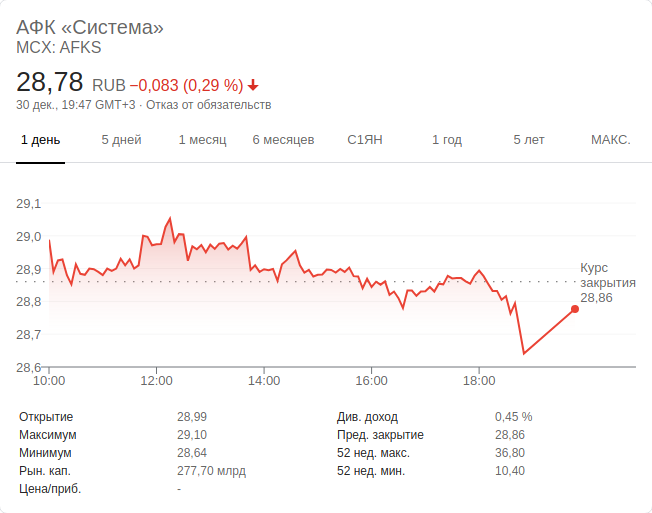 АФК «Система»
MCX: AFKS
28,78 RUB −0,083 (0,29 %)
30 дек., 19:47 GMT+3 · Отказ от обязательств
1 день 5 дней 1 месяц 6 месяцев С1ЯН 1 год 5 лет МАКС.
29,1
29,0
28,9
28,8
28,7
28,6
Курс
закрытия
28,86
10:00 12:00 14:00 16:00 18:00
Открытие 28,99 Див. доход 0,45 %
Максимум 29,10 Пред. закрытие 28,86
Минимум 28,64 52 нед. макс. 36,80
Рын. кап. 277,70 млрд 52 нед. мин. 10,40
Цена/приб. -